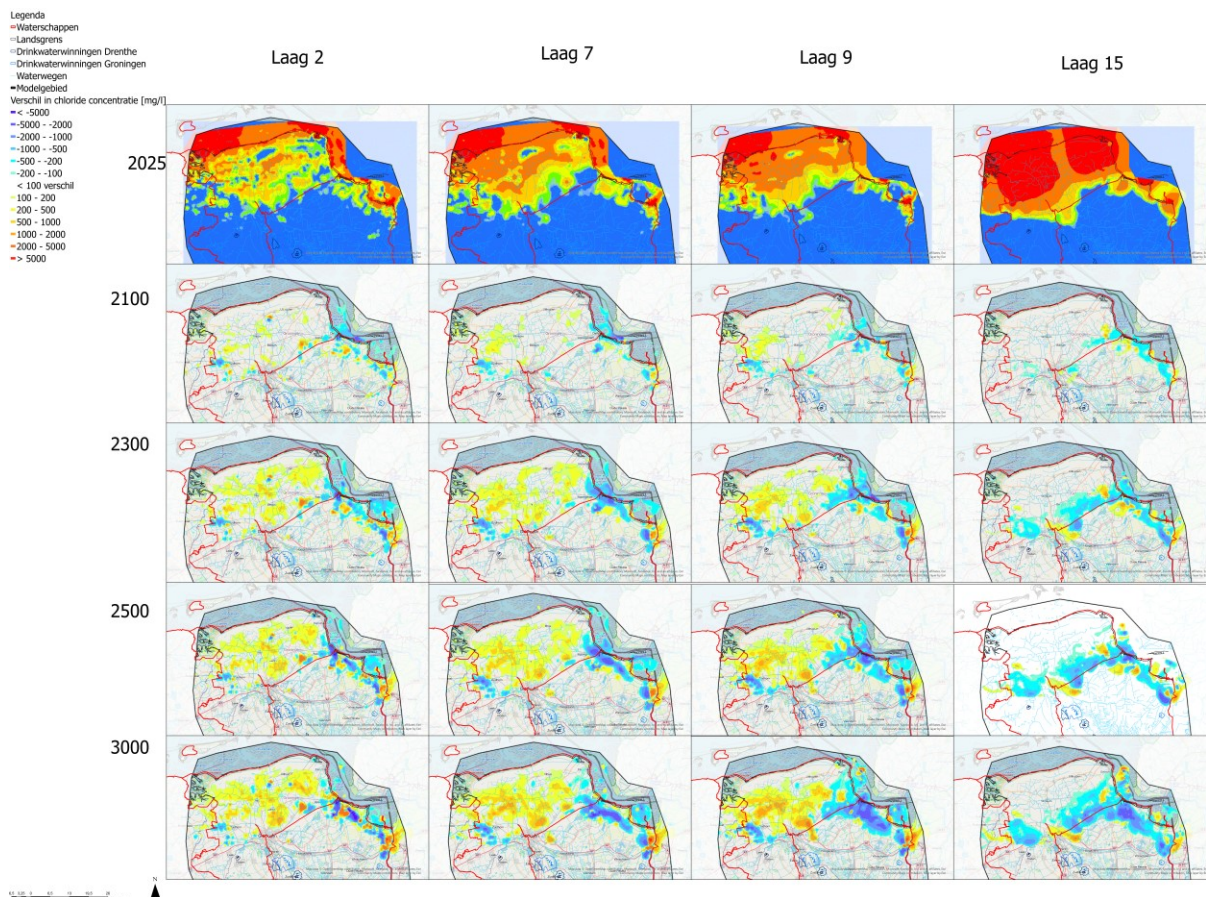 Legenda
Waterschappen
Landsgrens
Drinkwaterwinningen Drenthe
Drinkwaterwinningen Groningen
Waterwegen
Modelgebied
Verschil in chloride concentratie [mg/l]
< -5000
-5000 - -2000
-2000 - -1000
-1000 - -500
-500 - -200
-200 - -100
< 100 verschil
100 - 200
200 - 500
500 - 1000
1000 - 2000
2000 - 5000
> 5000
Laag 2
Laag 7
Laag 9
Laag 15
2025
2100
2300
2500
3000
N